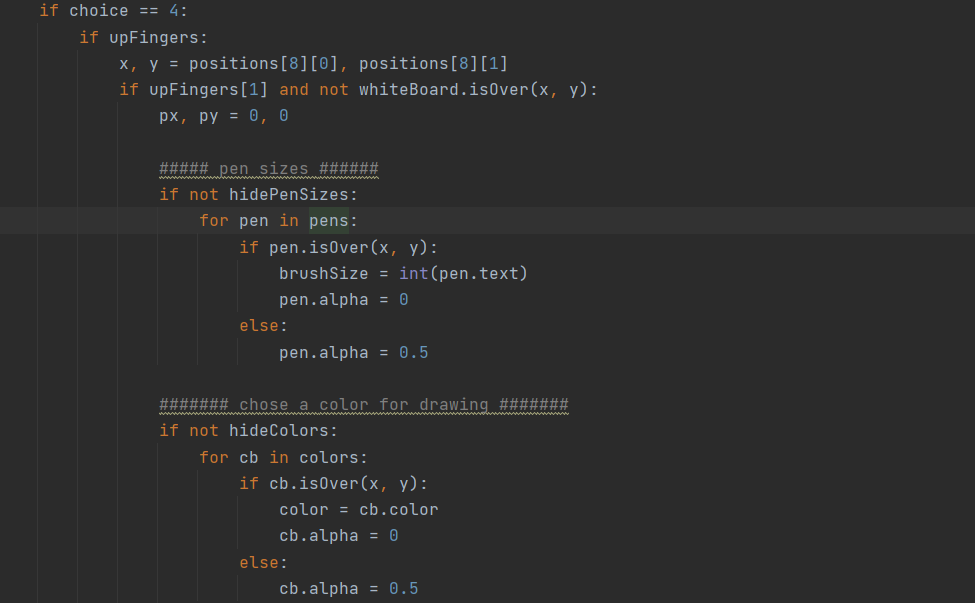 if choice == 4:
if upFingers:
x, y = positions[8][0], positions[8][1]
if upFingers[1] and not whiteBoard.isOver(x, y):
px, py = 0, 0
##### pen sizes ######
if not hidePenSizes:
for pen in pens:
if pen.isOver(x, y):
brushSize = int(pen.text)
pen.alpha = 0
else:
pen.alpha = 0.5
####### chose a color for drawing #######
if not hideColors:
for cb in colors:
if cb.isOver(x, y):
color = cb.color
cb.alpha = 0
else:
cb.alpha = 0.5